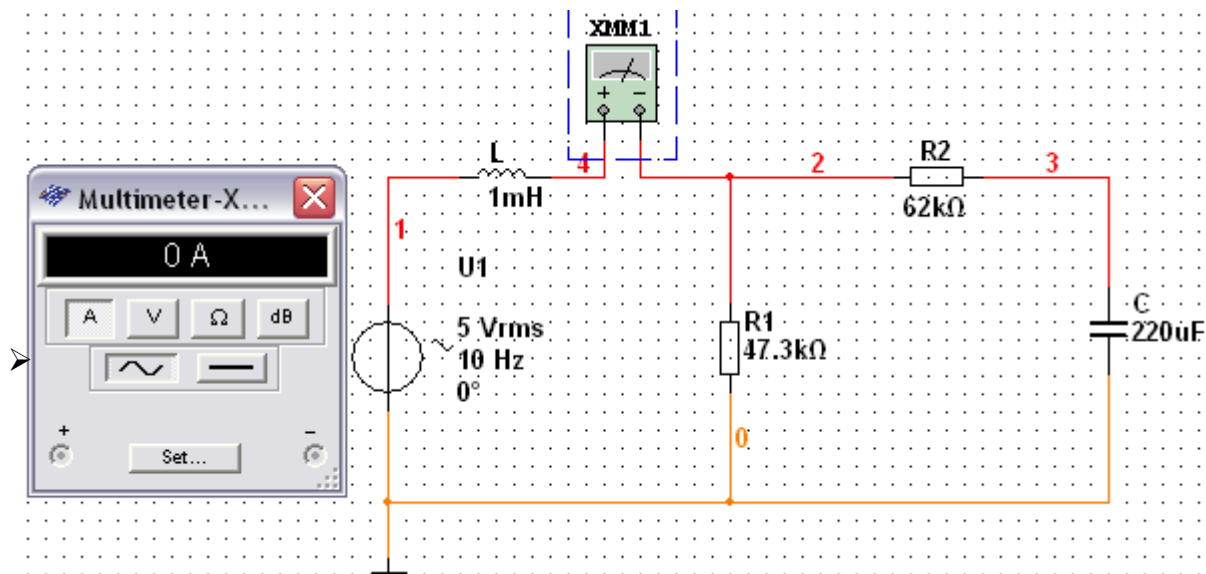 XMM1
+ −
L
4
1mH
2
R2
62kΩ
3
Multimeter-X...
0 A
A V Ω dB
+ −
Set...
1
U1
5 Vrms
10 Hz
0°
R1
47.3kΩ
0
C
220uF